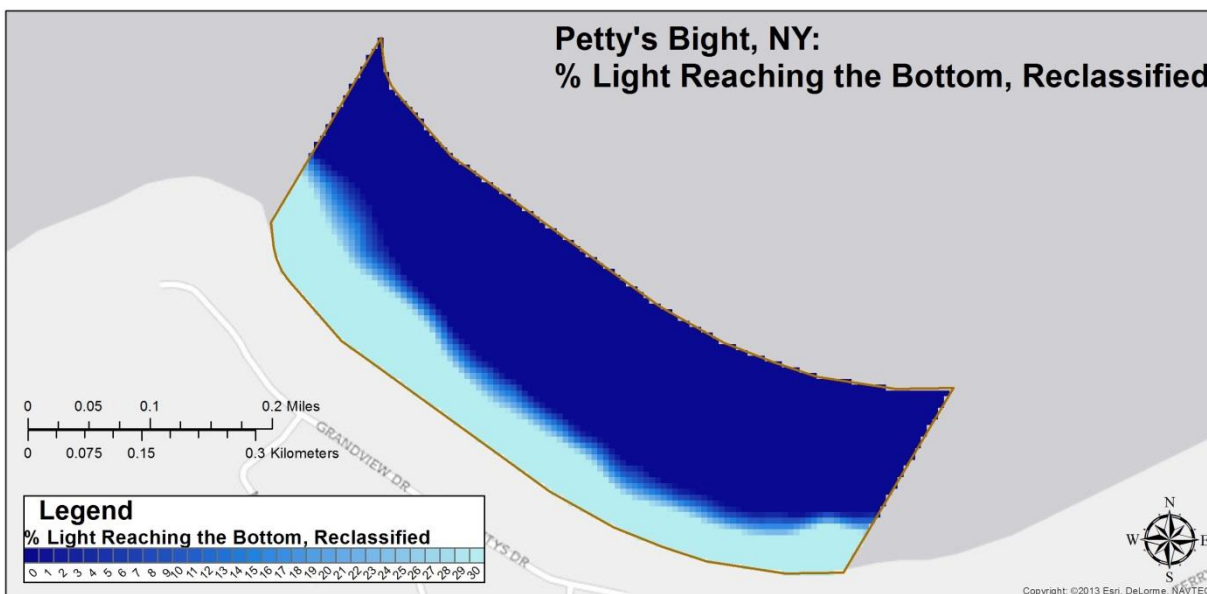 Petty's Bight, NY:
% Light Reaching the Bottom, Reclassified
0 0.05 0.1 0.2 Miles
0 0.075 0.15 0.3 Kilometers
GRANDVIEW DR
TYS DR
Legend
% Light Reaching the Bottom, Reclassified
0 1 2 3 4 5 6 7 8 9 10 11 12 13 14 15 16 17 18 19 20 21 22 23 24 25 26 27 28 29 30
N
W E
S
Copyright: ©2013 Esri, DeLorme, NAVTEQ